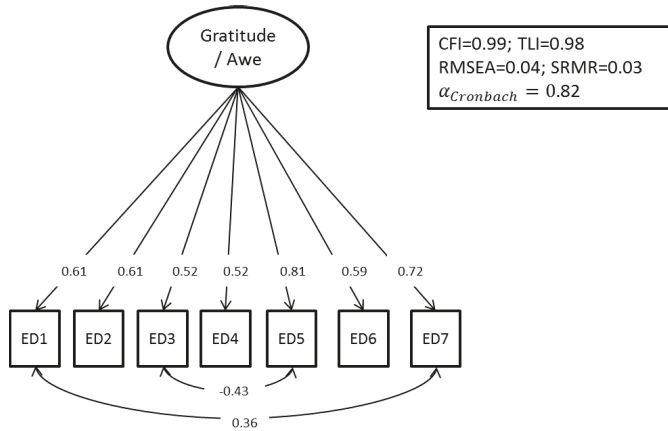 Gratitude
/ Awe
CFI=0.99; TLI=0.98
RMSEA=0.04; SRMR=0.03
α_Cronbach = 0.82
0.61 0.61 0.52 0.52 0.81 0.59 0.72
ED1 ED2 ED3 ED4 ED5 ED6 ED7
-0.43
0.36